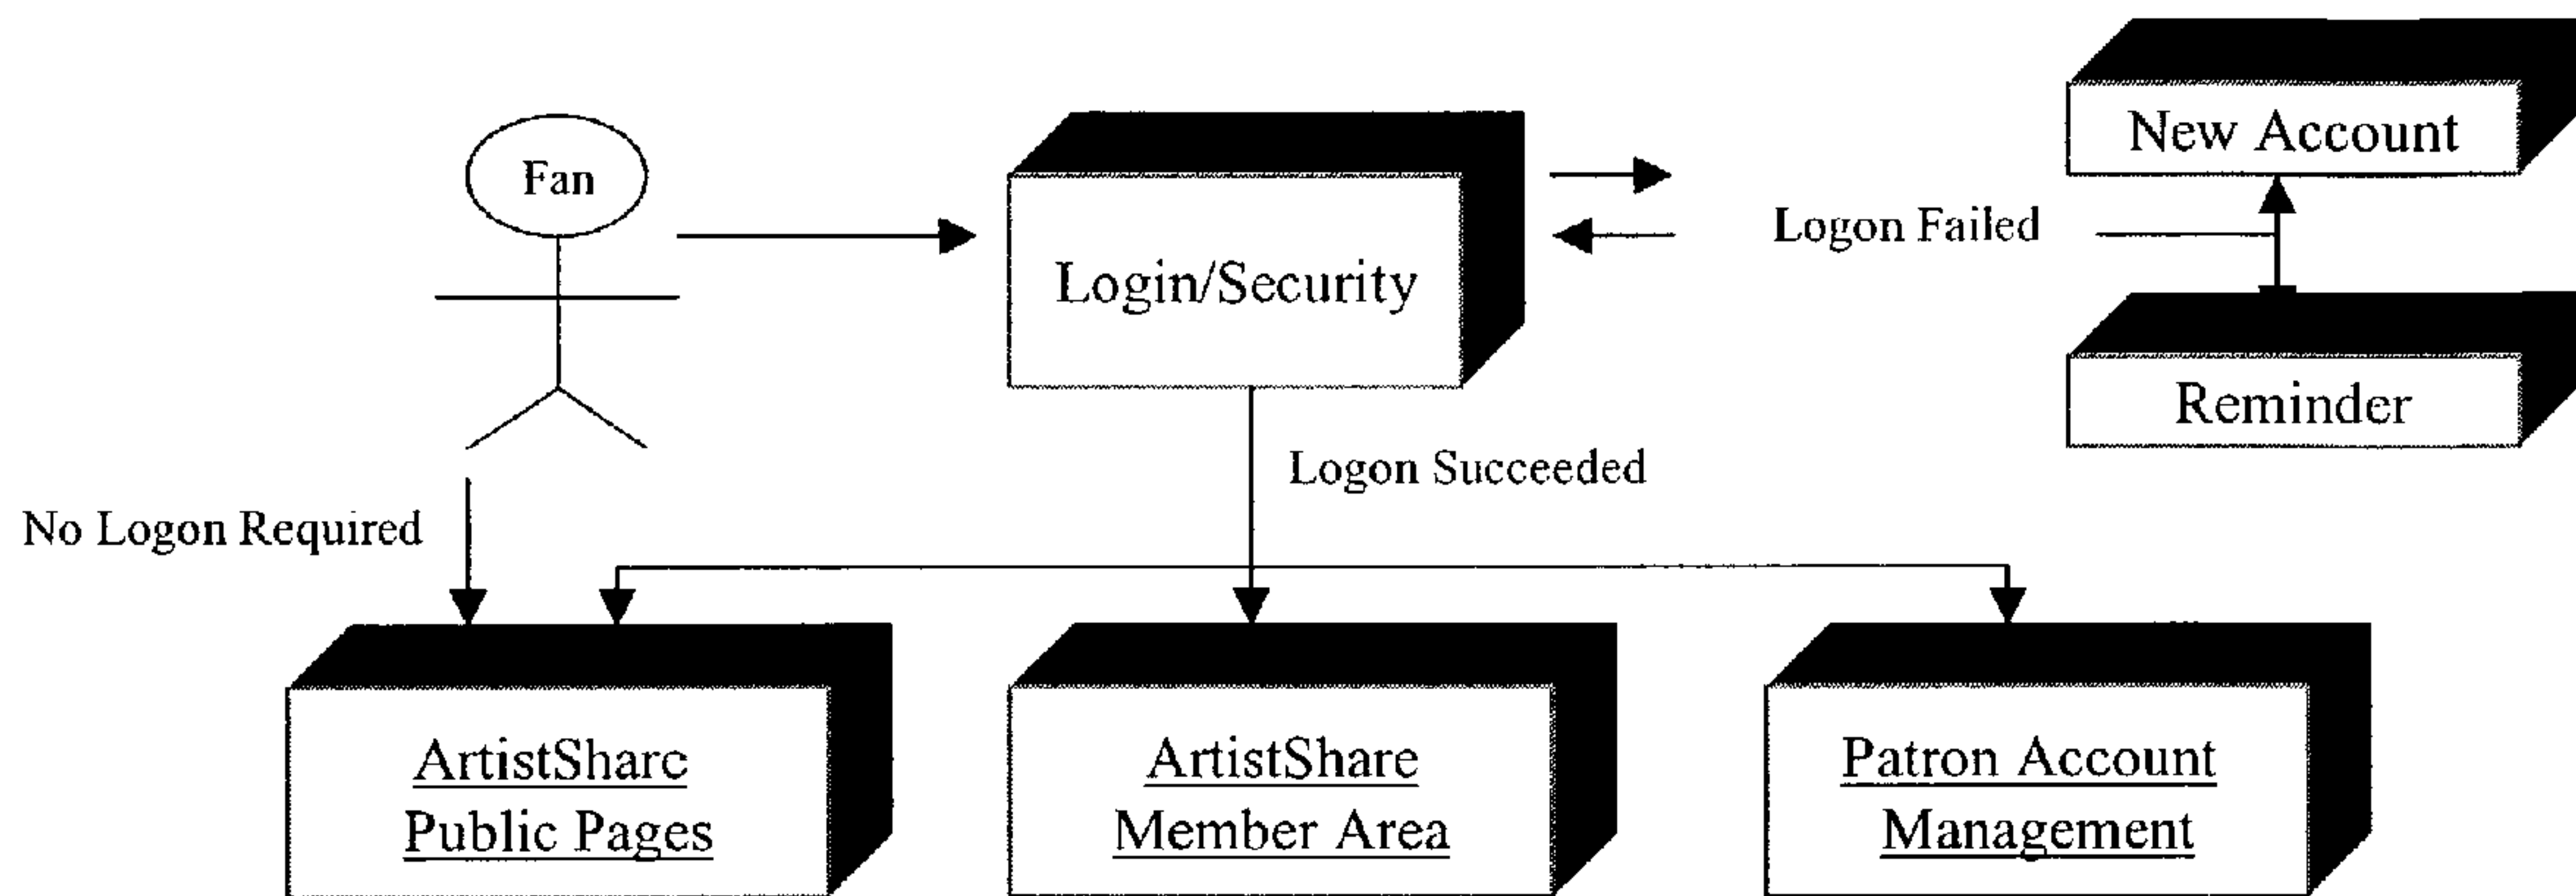 New Account
Fan
Logon Failed
Login/Security
Reminder
Logon Succeeded
No Logon Required
ArtistShare
Public Pages
ArtistShare
Member Area
Patron Account
Management